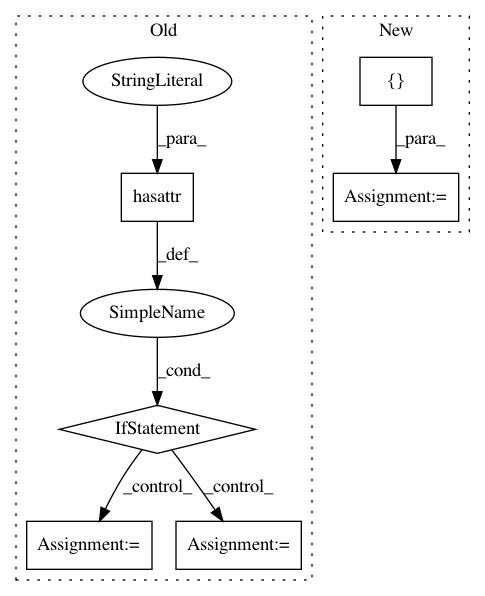 Old
New
StringLiteral
{}
_para_
_para_
hasattr
Assignment:=
_def_
SimpleName
_cond_
IfStatement
_control_
_control_
Assignment:=
Assignment:=